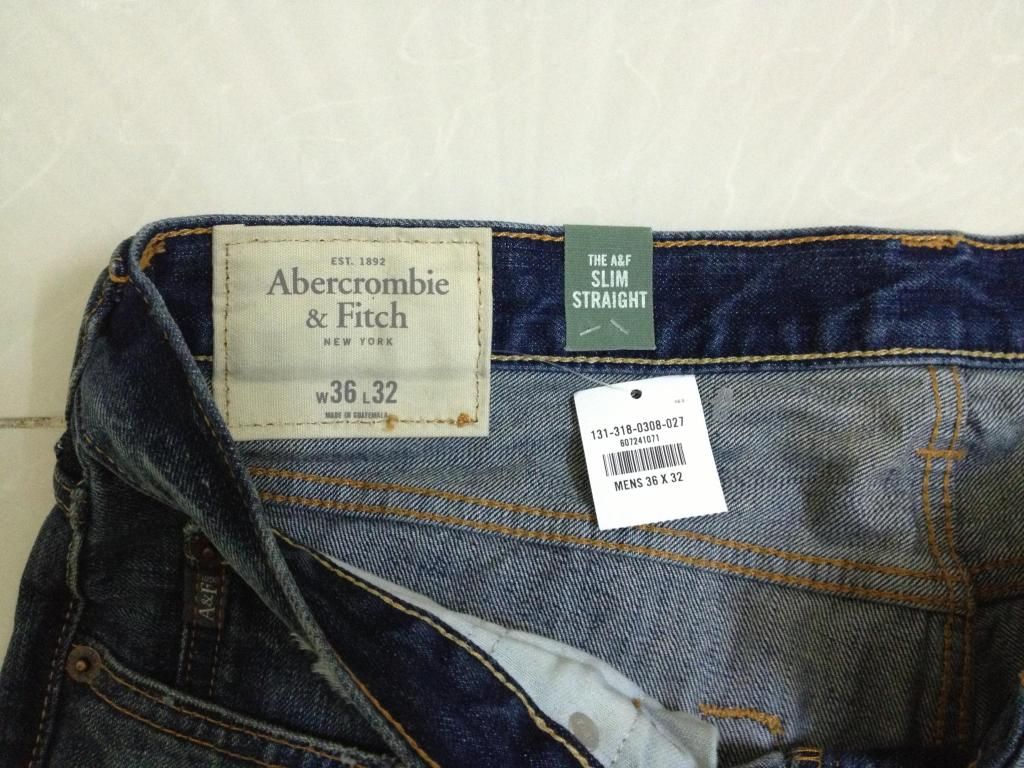 EST. 1892
Abercrombie
& Fitch
NEW YORK
W36 L32
MADE IN GUATEMALA
THE A&F
SLIM
STRAIGHT
131-318-0308-027
607241071
MENS 36 X 32
A&F